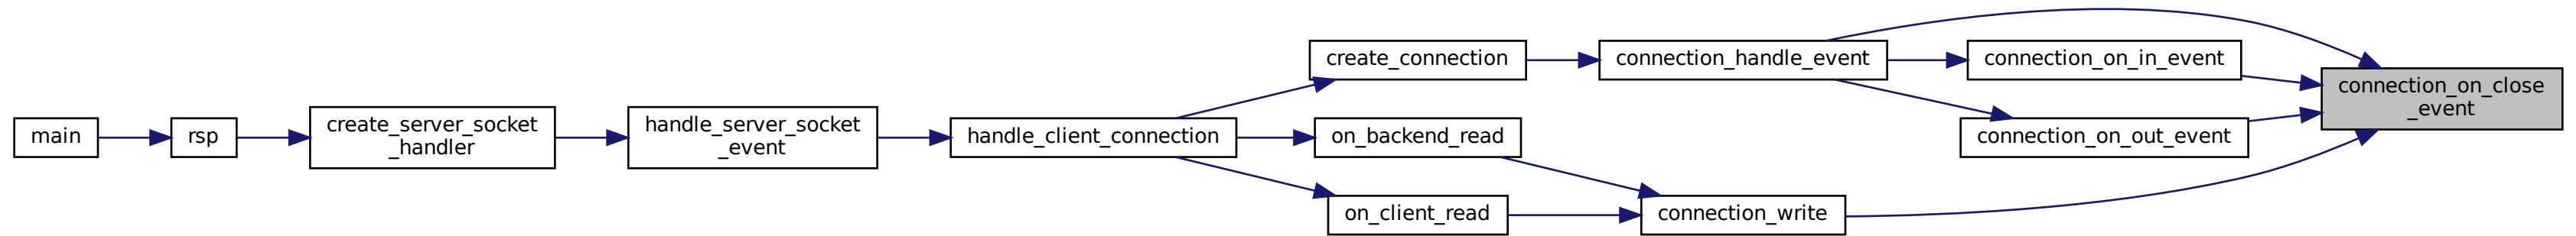 main
rsp
create_server_socket
_handler
handle_server_socket
_event
handle_client_connection
create_connection
on_backend_read
on_client_read
connection_handle_event
connection_write
connection_on_in_event
connection_on_out_event
connection_on_close
_event